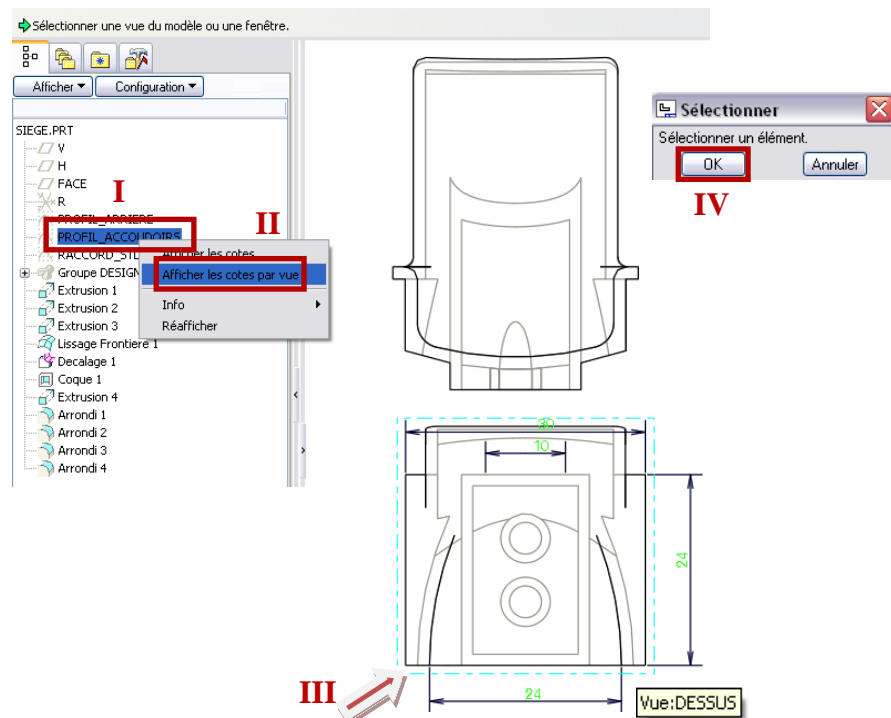 Sélectionner une vue du modèle ou une fenêtre.
Afficher Configuration
SIEGE.PRT
V
H
FACE
R
PROFIL_ARRIERE
PROFIL_ACCOUDOIRS
RACCORD_STL
Groupe DESIGN
Extrusion 1
Extrusion 2
Extrusion 3
Lissage Frontiere 1
Decalage 1
Coque 1
Extrusion 4
Arrondi 1
Arrondi 2
Arrondi 3
Arrondi 4
I
II
Afficher les cotes
Afficher les cotes par vue
Info
Réafficher
Sélectionner
Sélectionner un élément.
OK Annuler
IV
30
10
24
24
III
Vue:DESSUS